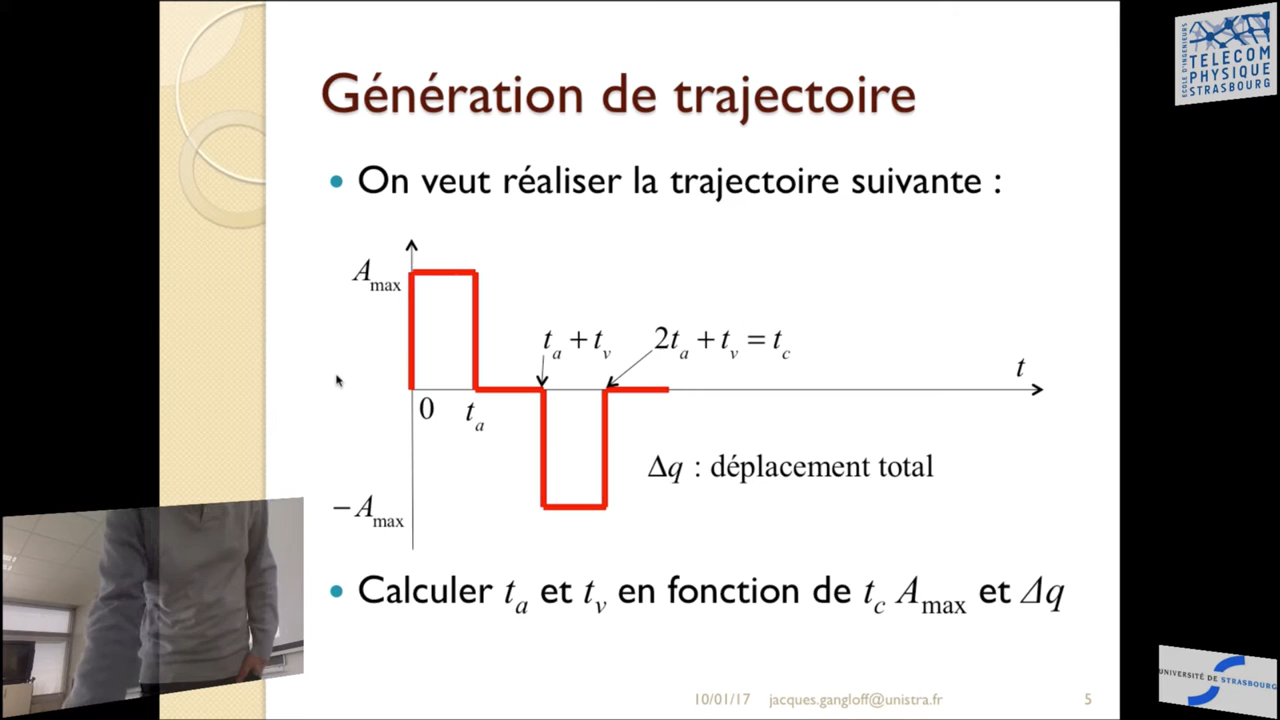 Génération de trajectoire
• On veut réaliser la trajectoire suivante :
A_max
t_a + t_v
2t_a + t_v = t_c
t
0
t_a
Δq : déplacement total
−A_max
• Calculer t_a et t_v en fonction de t_c A_max et Δq
10/01/17 jacques.gangloff@unistra.fr 5
ECOLE D'INGENIEURS
TELECOM
PHYSIQUE
STRASBOURG
UNIVERSITÉ DE STRASBOURG